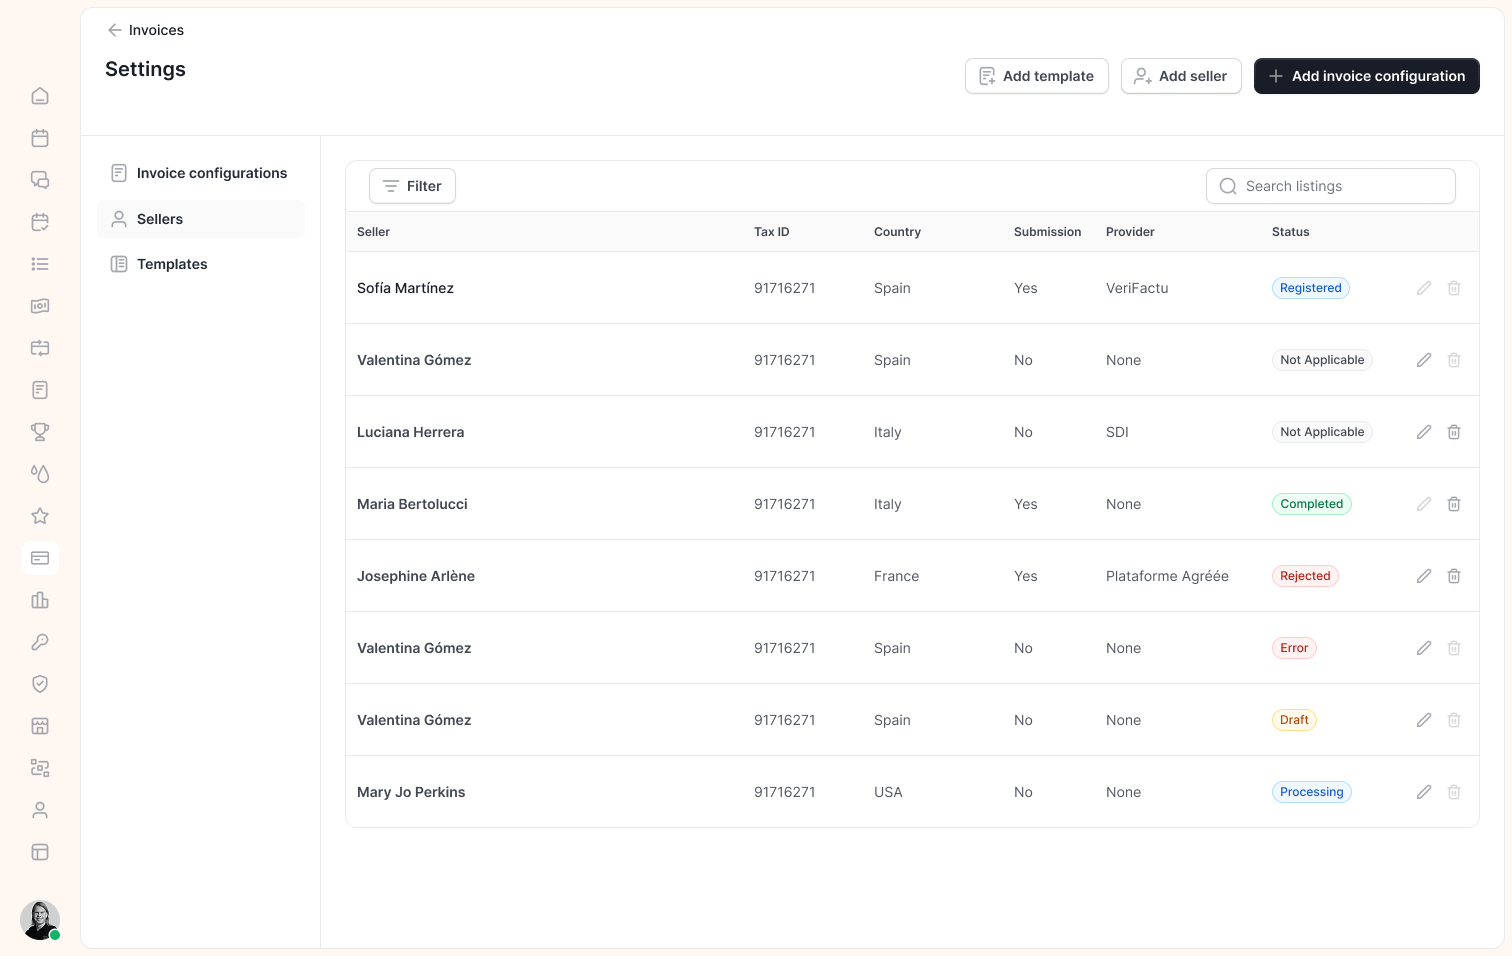 Invoices
Settings
Add template
Add seller
Add invoice configuration
Invoice configurations
Sellers
Templates
Filter
Search listings
Seller Tax ID Country Submission Provider Status
Sofía Martínez 91716271 Spain Yes VeriFactu Registered
Valentina Gómez 91716271 Spain No None Not Applicable
Luciana Herrera 91716271 Italy No SDI Not Applicable
Maria Bertolucci 91716271 Italy Yes None Completed
Josephine Arlène 91716271 France Yes Plataforme Agréée Rejected
Valentina Gómez 91716271 Spain No None Error
Valentina Gómez 91716271 Spain No None Draft
Mary Jo Perkins 91716271 USA No None Processing